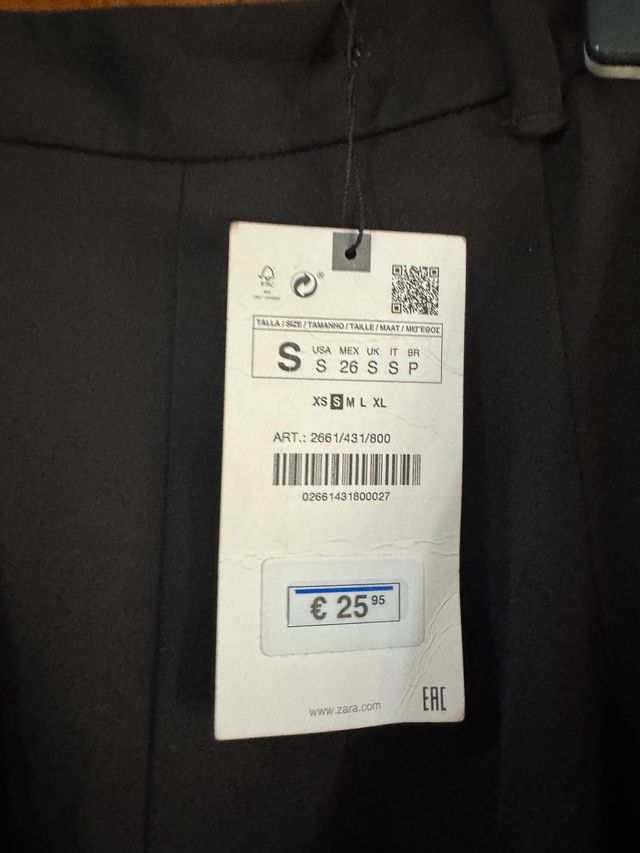 FSC
®
TALLA / SIZE / TAMANHO / TAILLE / MAAT / ΜΕΓΕΘΟΣ
S USA MEX UK IT BR
S 26 S S P
XS S M L XL
ART.: 2661/431/800
02661431800027
€ 25 95
www.zara.com
EAC